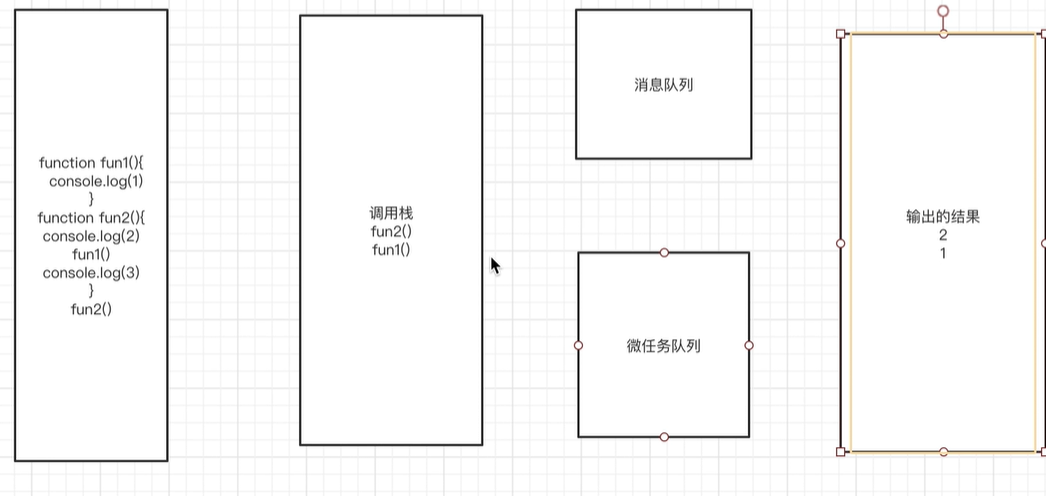 function fun1(){
console.log(1)
}
function fun2(){
console.log(2)
fun1()
console.log(3)
}
fun2()
调用栈
fun2()
fun1()
消息队列
微任务队列
输出的结果
2
1